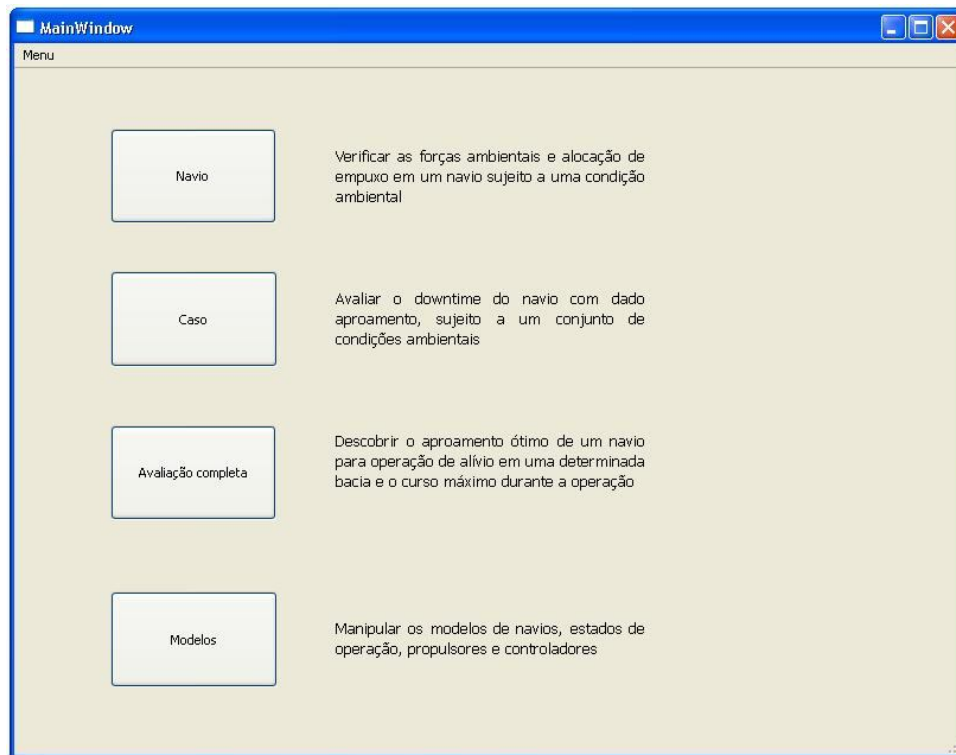 MainWindow
Menu
Navio
Verificar as forças ambientais e alocação de
empuxo em um navio sujeito a uma condição
ambiental
Caso
Avaliar o downtime do navio com dado
aproamento, sujeito a um conjunto de
condições ambientais
Avaliação completa
Descobrir o aproamento ótimo de um navio
para operação de alívio em uma determinada
bacia e o curso máximo durante a operação
Modelos
Manipular os modelos de navios, estados de
operação, propulsores e controladores